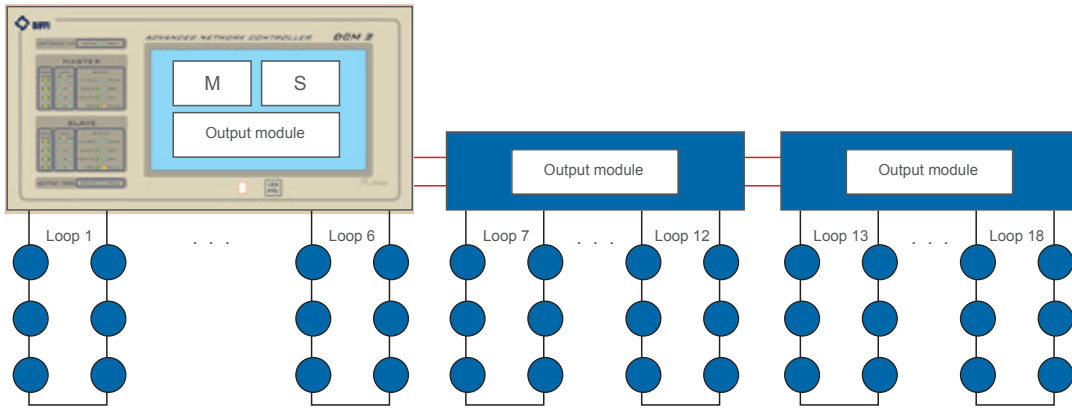 ADVANCED NETWORK CONTROLLER DCM 2
MASTER
SLAVE
M
S
Output module
Output module
Output module
Loop 1
. . .
Loop 6
Loop 7
. . .
Loop 12
Loop 13
. . .
Loop 18